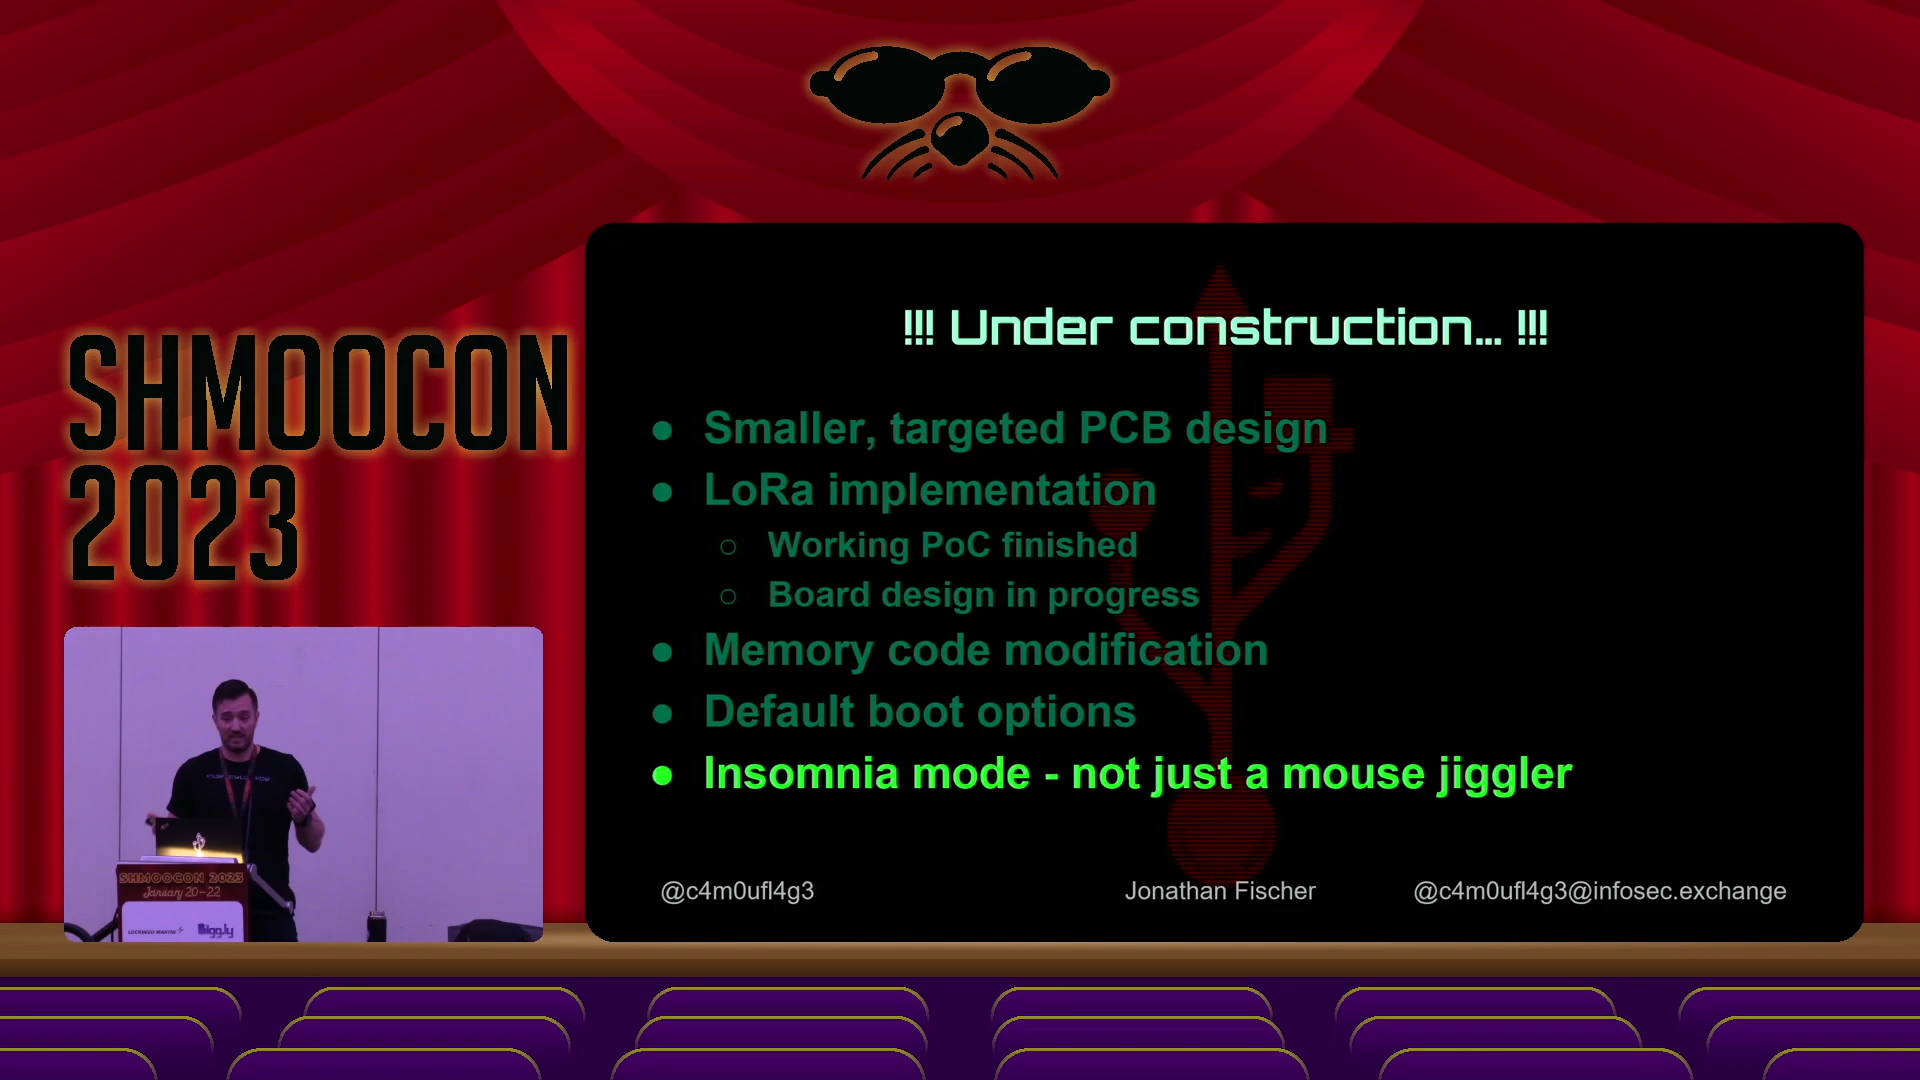 SHMOOCON
2023
!!! Under construction... !!!
● Smaller, targeted PCB design
● LoRa implementation
○ Working PoC finished
○ Board design in progress
● Memory code modification
● Default boot options
● Insomnia mode - not just a mouse jiggler
@c4m0ufl4g3
Jonathan Fischer
@c4m0ufl4g3@infosec.exchange
SHMOOCON 2023
January 20-22
LOCKHEED MARTIN